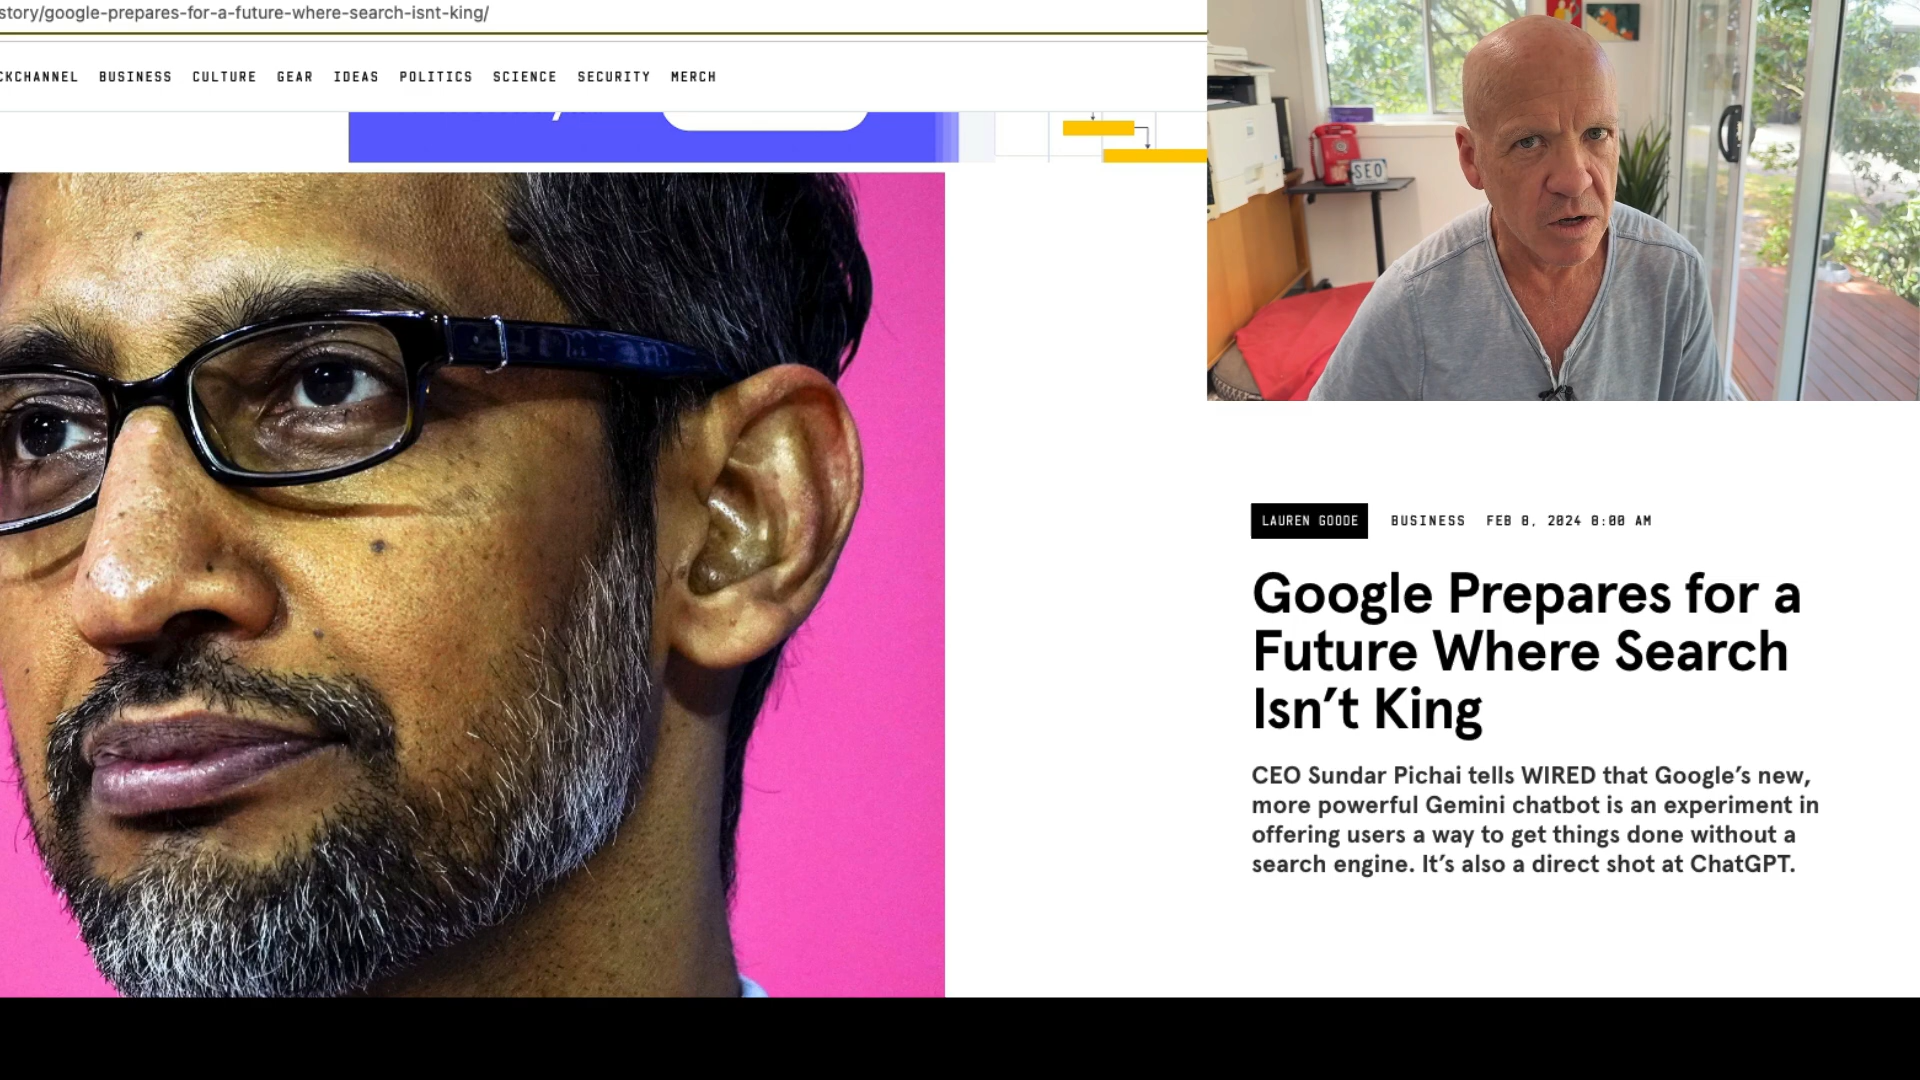 story/google-prepares-for-a-future-where-search-isnt-king/
CKCHANNEL BUSINESS CULTURE GEAR IDEAS POLITICS SCIENCE SECURITY MERCH
SEO
LAUREN GOODE BUSINESS FEB 8, 2024 8:00 AM
Google Prepares for a
Future Where Search
Isn’t King
CEO Sundar Pichai tells WIRED that Google’s new,
more powerful Gemini chatbot is an experiment in
offering users a way to get things done without a
search engine. It’s also a direct shot at ChatGPT.